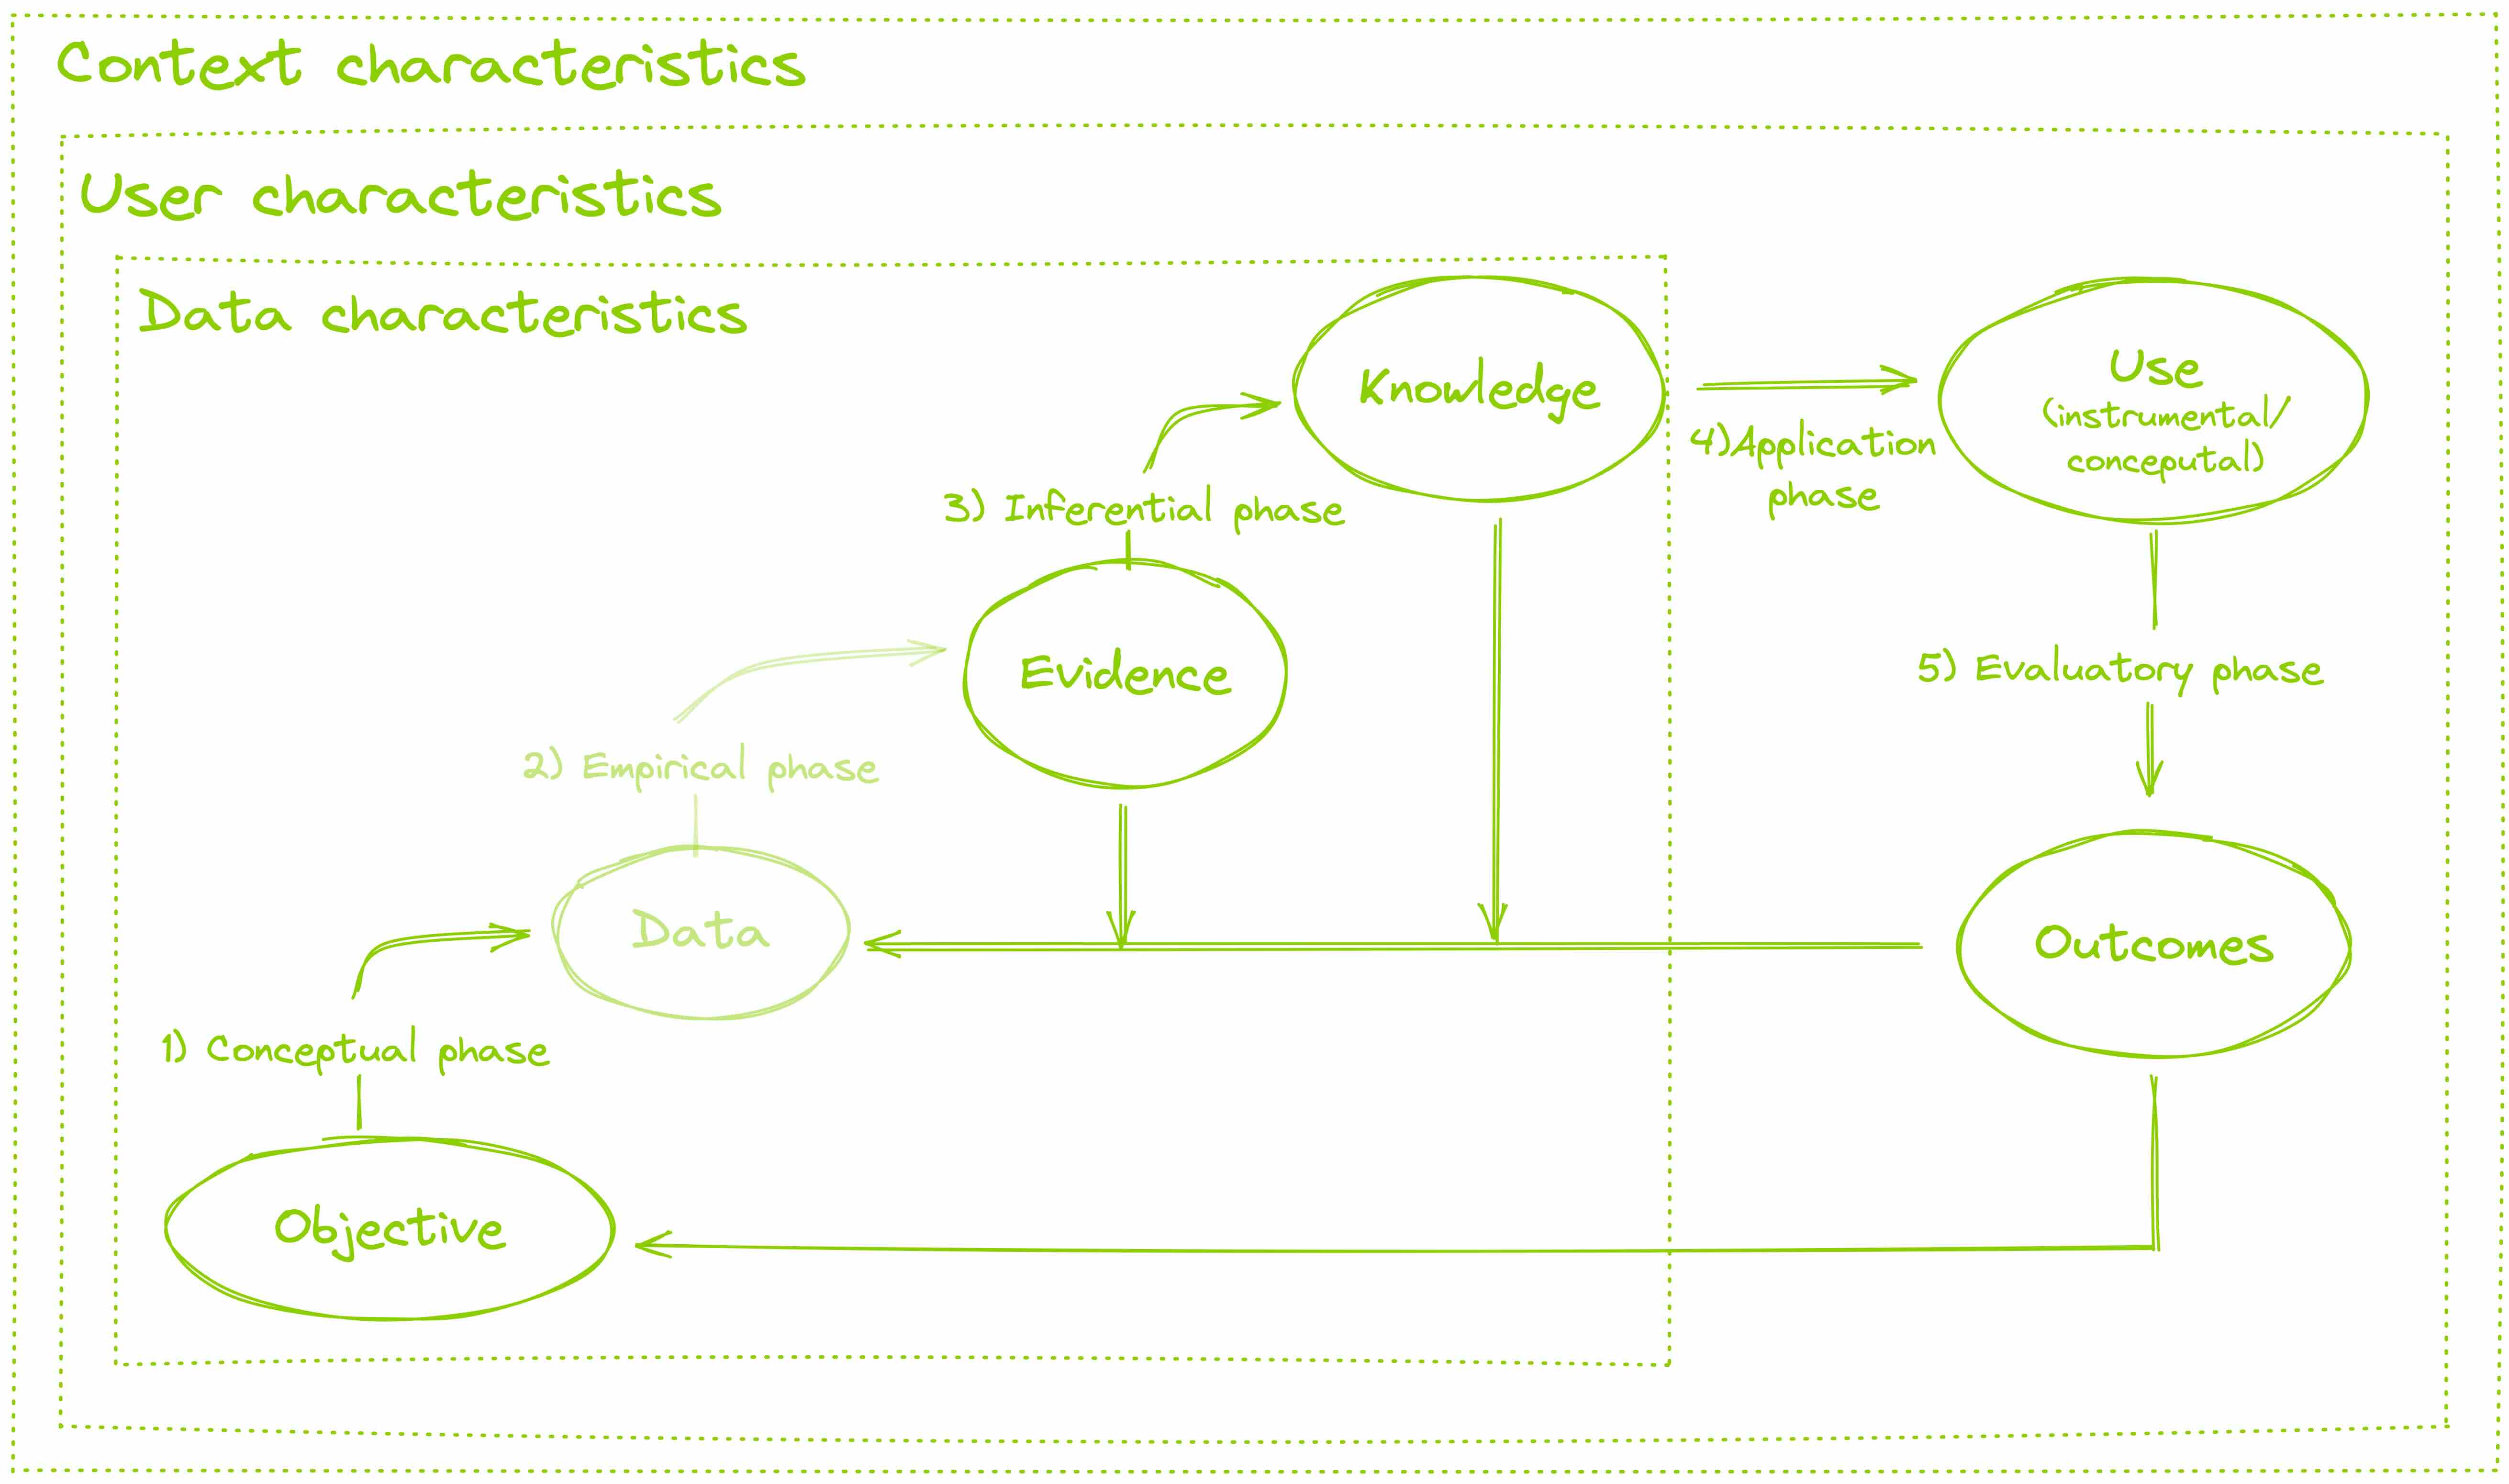 Context characteristics
User characteristics
Data characteristics
Knowledge
Use
(instrumental/
conceputal)
4) Application
phase
3) Inferential phase
Evidence
5) Evaluatory phase
2) Empirical phase
Data
Outcomes
1) Conceptual phase
Objective